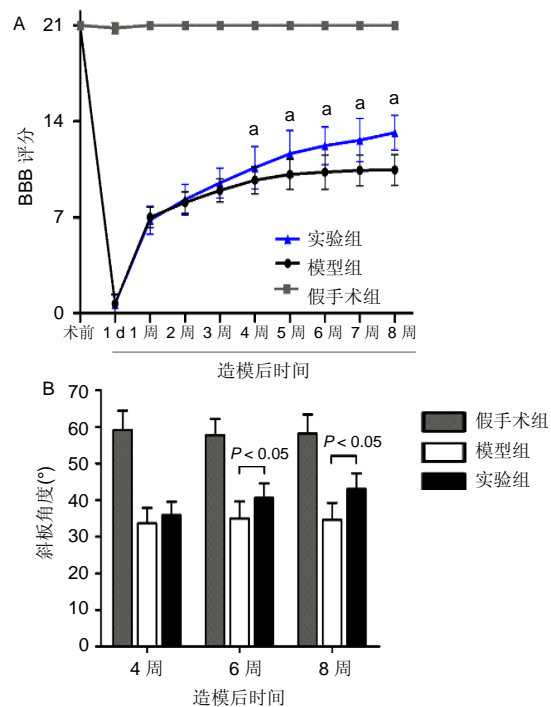 A
21
14
7
0
BBB 评分
a a a a a
实验组
模型组
假手术组
术前 1 d 1 周 2 周 3 周 4 周 5 周 6 周 7 周 8 周
造模后时间
B
70
60
50
40
30
20
10
0
斜板角度(°)
P < 0.05
P < 0.05
假手术组
模型组
实验组
4 周 6 周 8 周
造模后时间